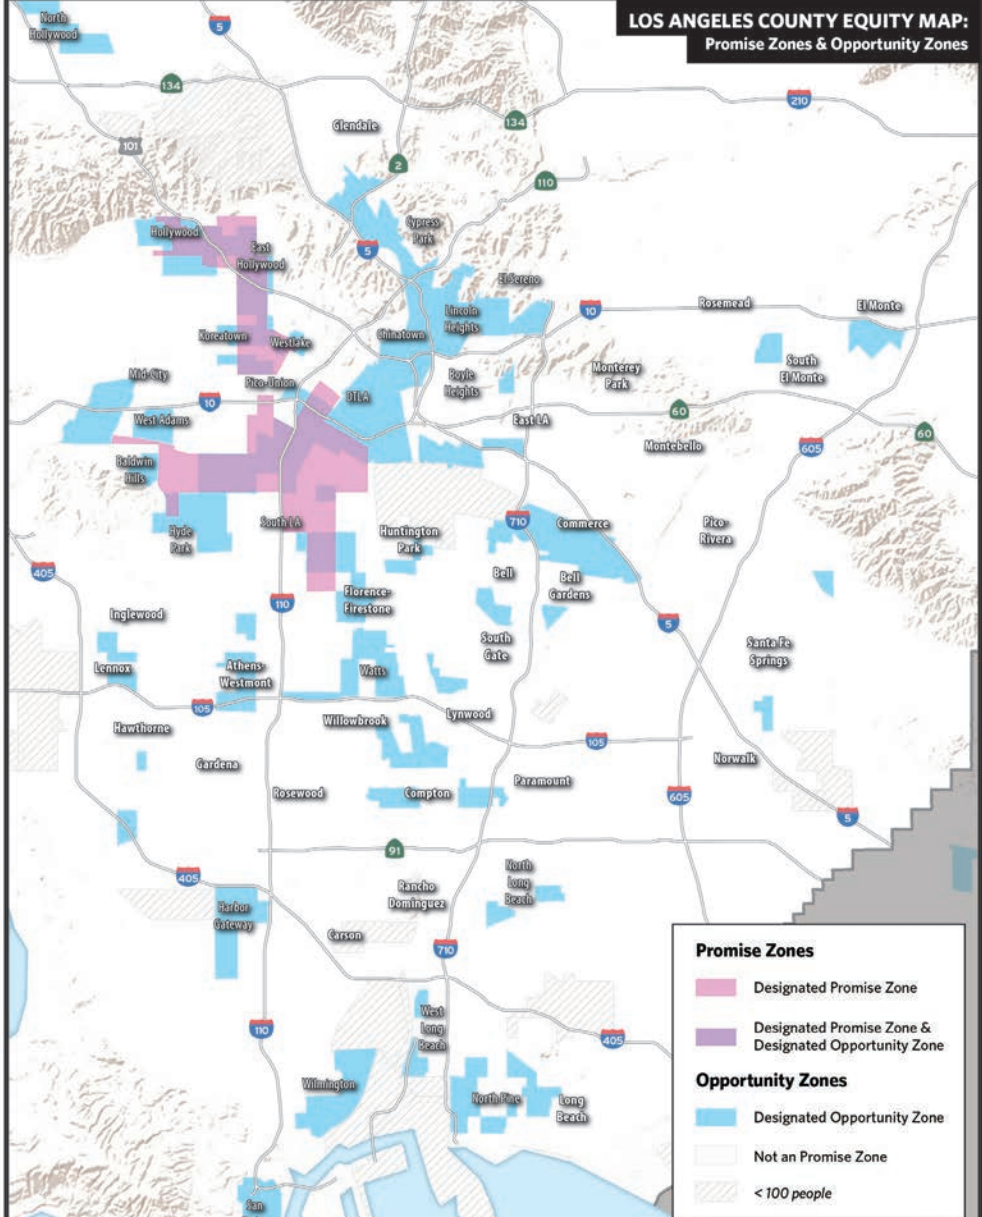 LOS ANGELES COUNTY EQUITY MAP:
Promise Zones & Opportunity Zones
North
Hollywood
5
134
210
Glendale
134
101
2
110
Cypress
Park
Hollywood
5
East
Hollywood
El Sereno
10
Rosemead
El Monte
Lincoln
Heights
Koreatown
Westlake
Chinatown
South
El Monte
Mid-City
Pico-Union
Boyle
Heights
Monterey
Park
10
DTLA
60
West Adams
East LA
60
Montebello
605
Baldwin
Hills
Hyde
Park
South LA
Huntington
Park
710
Commerce
Pico-
Rivera
405
Bell
Bell
Gardens
Florence-
Firestone
110
Inglewood
5
South
Gate
Santa Fe
Springs
Lennox
Athens-
Westmont
Watts
105
Hawthorne
Willowbrook
Lynwood
105
Gardena
Norwalk
Rosewood
Compton
Paramount
605
5
91
405
Rancho
Dominguez
North
Long
Beach
Harbor
Gateway
Carson
710
West
Long
Beach
110
405
Wilmington
North Pine
Long
Beach
San
Promise Zones
Designated Promise Zone
Designated Promise Zone &
Designated Opportunity Zone
Opportunity Zones
Designated Opportunity Zone
Not an Promise Zone
< 100 people